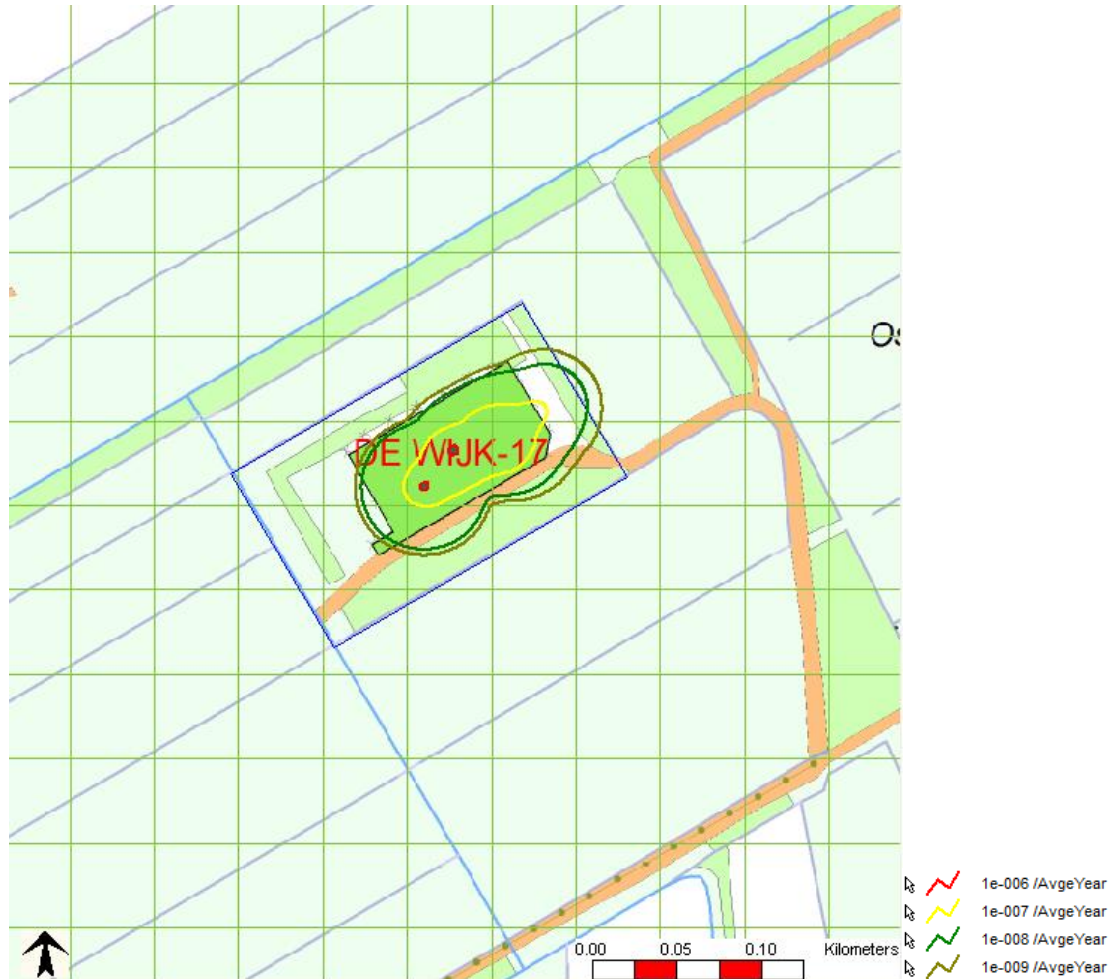 Os
DE WIJK-17
0.00 0.05 0.10 Kilometers
1e-006 /AvgeYear
1e-007 /AvgeYear
1e-008 /AvgeYear
1e-009 /AvgeYear